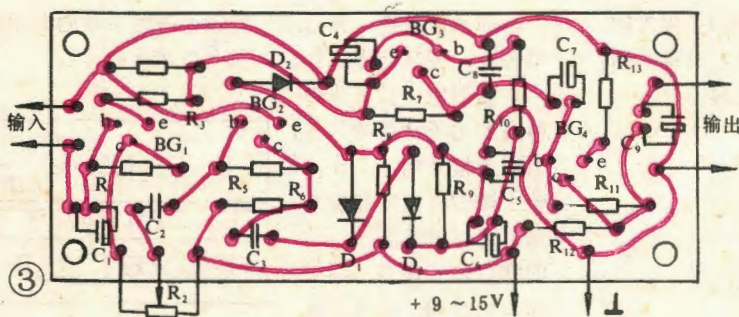 C₄ BG₃ C₇
D₂ e b R₁₃
BG₂ c C₈
R₃ R₇ R₁₀
输入 b e b e R₈ BG₄ C₉ 输出
c BG₁ c b e
R₁ R₅ R₆ R₉ C₅ c R₁₁
C₁ C₂ C₃ D₁ C₆ R₁₂
③ R₂ + 9 ~ 15V ⊥